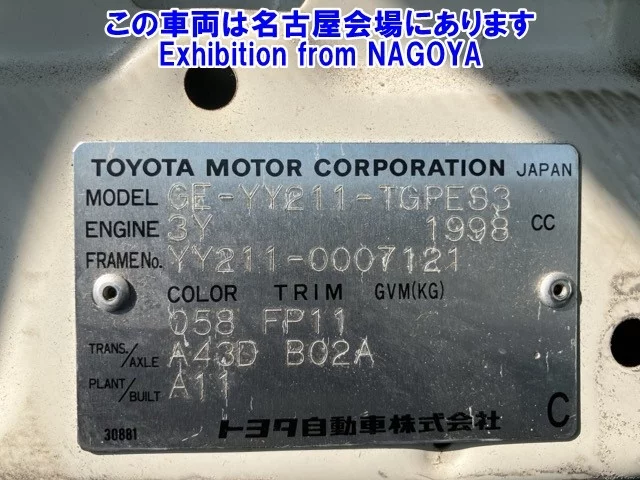 この車両は名古屋会場にあります
Exhibition from NAGOYA
TOYOTA MOTOR CORPORATION JAPAN
MODEL GE-YY211-TGPES3
ENGINE 3Y 1998 CC
FRAME No. YY211-0007121
COLOR TRIM GVM(KG)
058 FP11
TRANS./AXLE A43D B02A
PLANT/BUILT A11
30881 トヨタ自動車株式会社 C